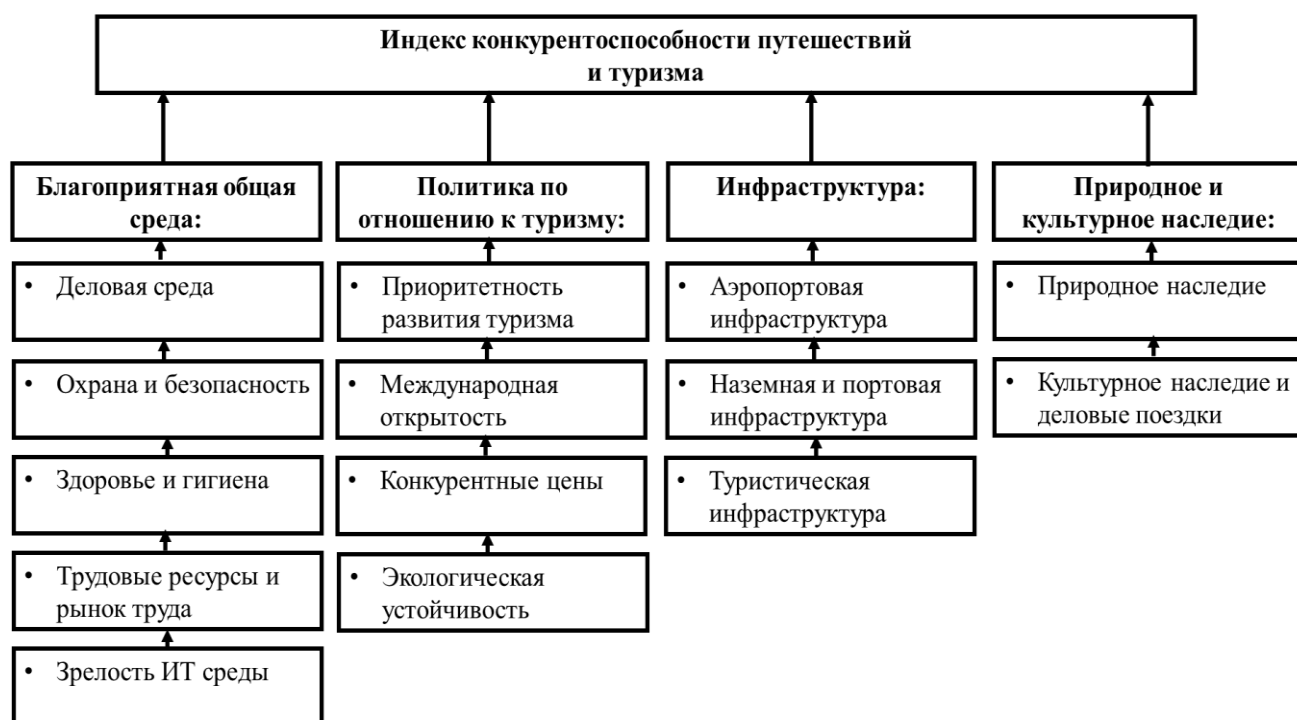 Индекс конкурентоспособности путешествий
и туризма
Благоприятная общая
среда:
• Деловая среда
• Охрана и безопасность
• Здоровье и гигиена
• Трудовые ресурсы и
рынок труда
• Зрелость ИТ среды
Политика по
отношению к туризму:
• Приоритетность
развития туризма
• Международная
открытость
• Конкурентные цены
• Экологическая
устойчивость
Инфраструктура:
• Аэропортовая
инфраструктура
• Наземная и портовая
инфраструктура
• Туристическая
инфраструктура
Природное и
культурное наследие:
• Природное наследие
• Культурное наследие и
деловые поездки